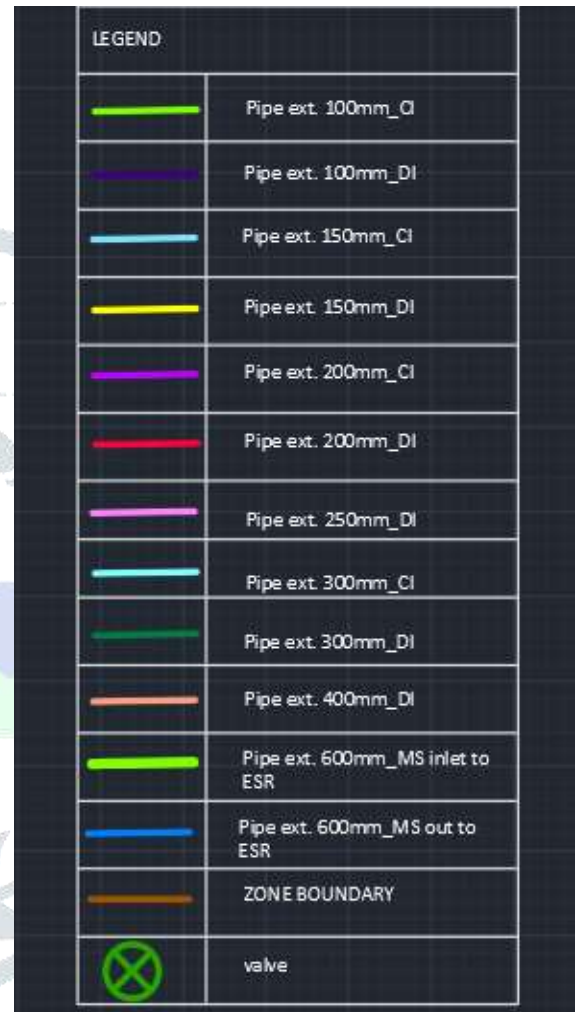 LEGEND
Pipe ext. 100mm_CI
Pipe ext. 100mm_DI
Pipe ext. 150mm_CI
Pipe ext. 150mm_DI
Pipe ext. 200mm_CI
Pipe ext. 200mm_DI
Pipe ext. 250mm_DI
Pipe ext. 300mm_CI
Pipe ext. 300mm_DI
Pipe ext. 400mm_DI
Pipe ext. 600mm_MS inlet to
ESR
Pipe ext. 600mm_MS out to
ESR
ZONE BOUNDARY
valve